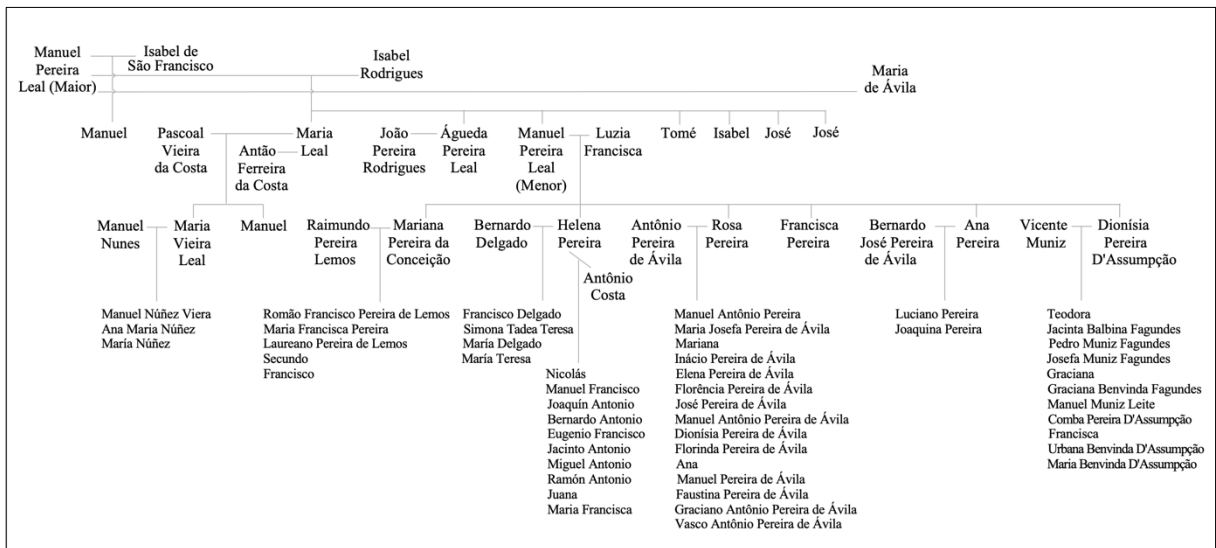 Manuel
Pereira
Leal (Maior)
Isabel de
São Francisco
Isabel
Rodrigues
Maria
de Ávila
Manuel
Pascoal
Vieira
da Costa
Antão
Ferreira
da Costa
Maria
Leal
João
Pereira
Rodrigues
Águeda
Pereira
Leal
Manuel
Pereira
Leal
(Menor)
Luzia
Francisca
Tomé
Isabel
José
José
Manuel
Nunes
Maria
Vieira
Leal
Manuel
Raimundo
Pereira
Lemos
Mariana
Pereira da
Conceição
Bernardo
Delgado
Helena
Pereira
Antônio
Costa
Antônio
Pereira
de Ávila
Rosa
Pereira
Francisca
Pereira
Bernardo
José Pereira
de Ávila
Ana
Pereira
Vicente
Muniz
Dionísia
Pereira
D'Assumpção
Manuel Núñez Viera
Ana Maria Núñez
María Núñez
Romão Francisco Pereira de Lemos
Maria Francisca Pereira
Laureano Pereira de Lemos
Secundo
Francisco
Francisco Delgado
Simona Tadea Teresa
María Delgado
María Teresa
Nicolás
Manuel Francisco
Joaquín Antonio
Bernardo Antonio
Eugenio Francisco
Jacinto Antonio
Miguel Antonio
Ramón Antonio
Juana
Maria Francisca
Manuel Antônio Pereira
Maria Josefa Pereira de Ávila
Mariana
Inácio Pereira de Ávila
Elena Pereira de Ávila
Florência Pereira de Ávila
José Pereira de Ávila
Manuel Antônio Pereira de Ávila
Dionísia Pereira de Ávila
Florinda Pereira de Ávila
Ana
Manuel Pereira de Ávila
Faustina Pereira de Ávila
Graciano Antônio Pereira de Ávila
Vasco Antônio Pereira de Ávila
Luciano Pereira
Joaquina Pereira
Teodora
Jacinta Balbina Fagundes
Pedro Muniz Fagundes
Josefa Muniz Fagundes
Graciana
Graciana Benvinda Fagundes
Manuel Muniz Leite
Comba Pereira D'Assumpção
Francisca
Urbana Benvinda D'Assumpção
Maria Benvinda D'Assumpção